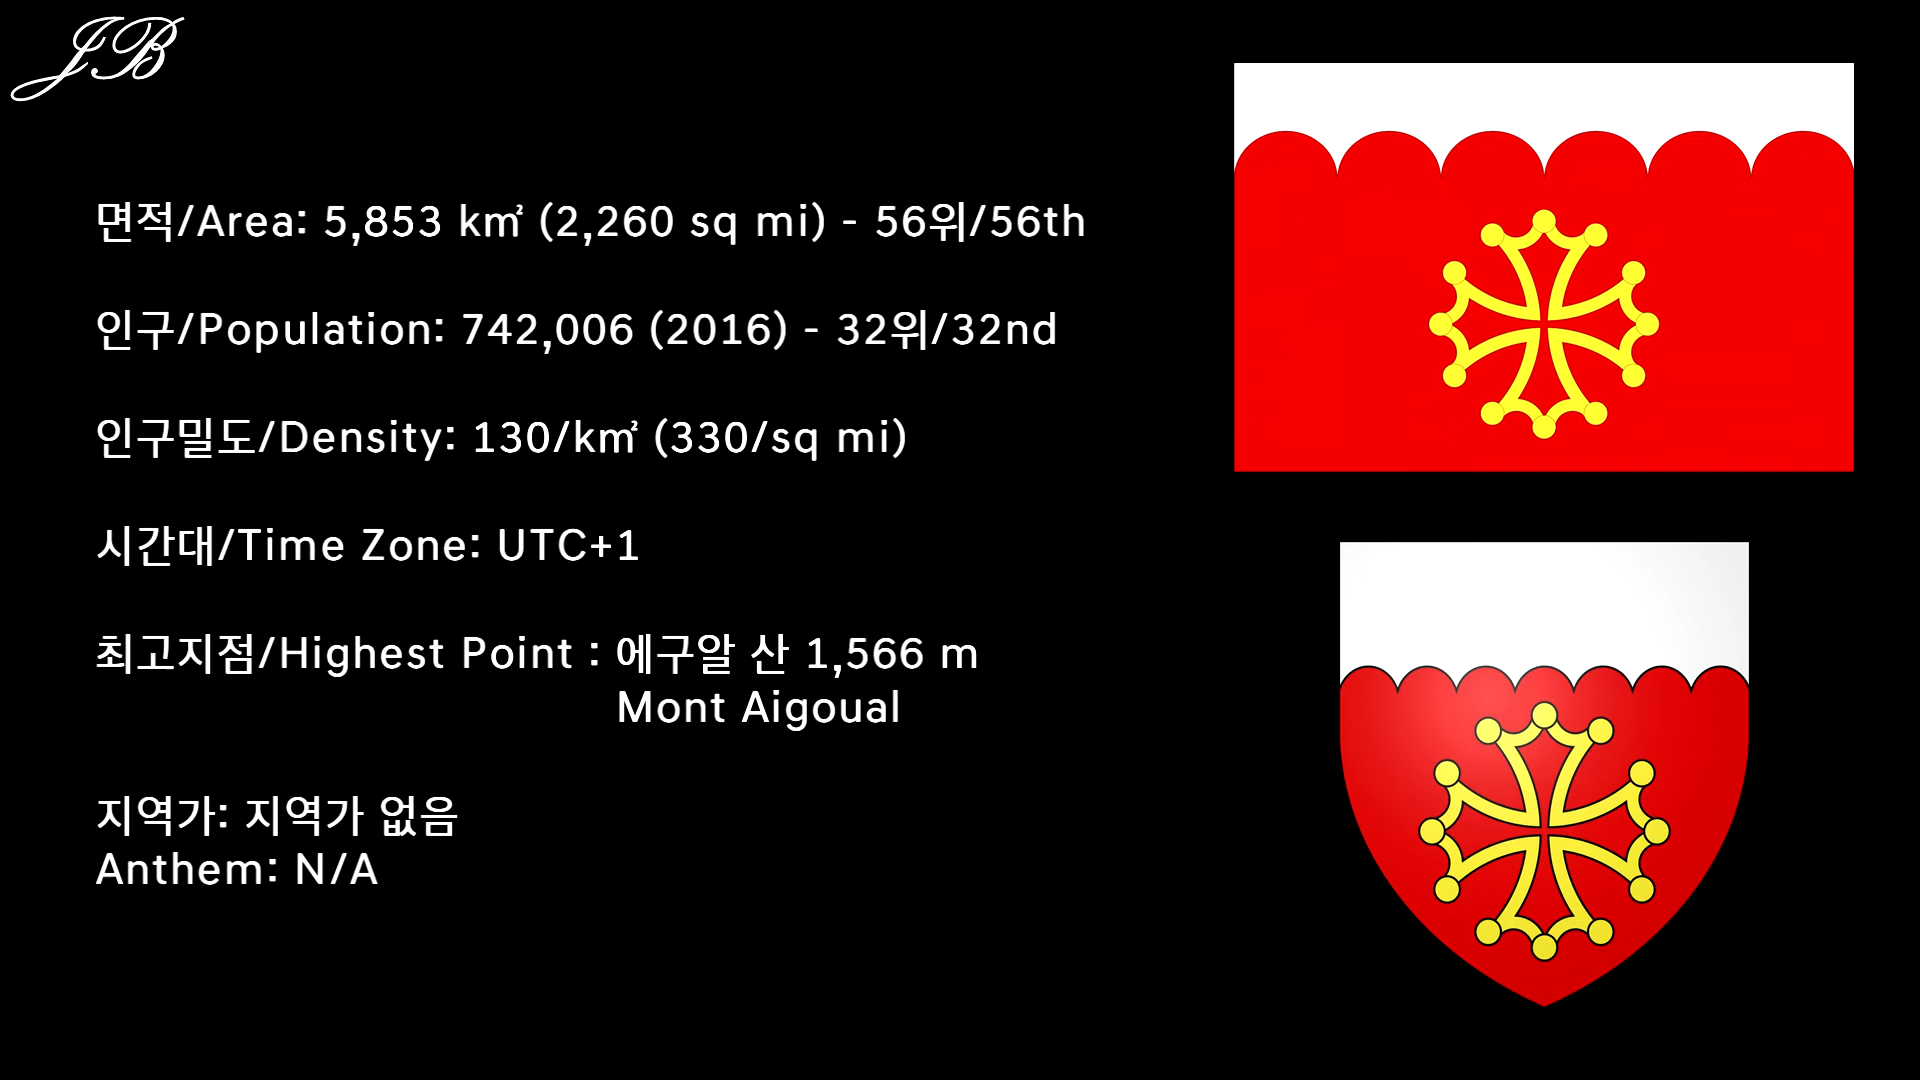 JB
면적/Area: 5,853 km² (2,260 sq mi) - 56위/56th
인구/Population: 742,006 (2016) - 32위/32nd
인구밀도/Density: 130/km² (330/sq mi)
시간대/Time Zone: UTC+1
최고지점/Highest Point : 에구알 산 1,566 m
Mont Aigoual
지역가: 지역가 없음
Anthem: N/A